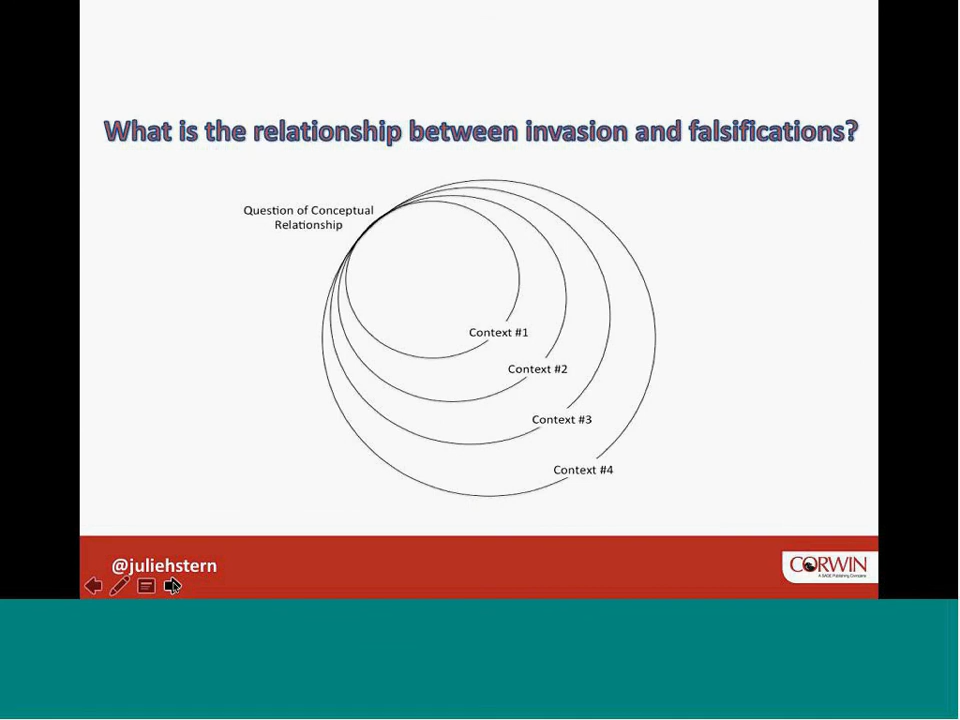 What is the relationship between invasion and falsifications?
Question of Conceptual
Relationship
Context #1
Context #2
Context #3
Context #4
@juliehstern
CORWIN
A SAGE Publishing Company